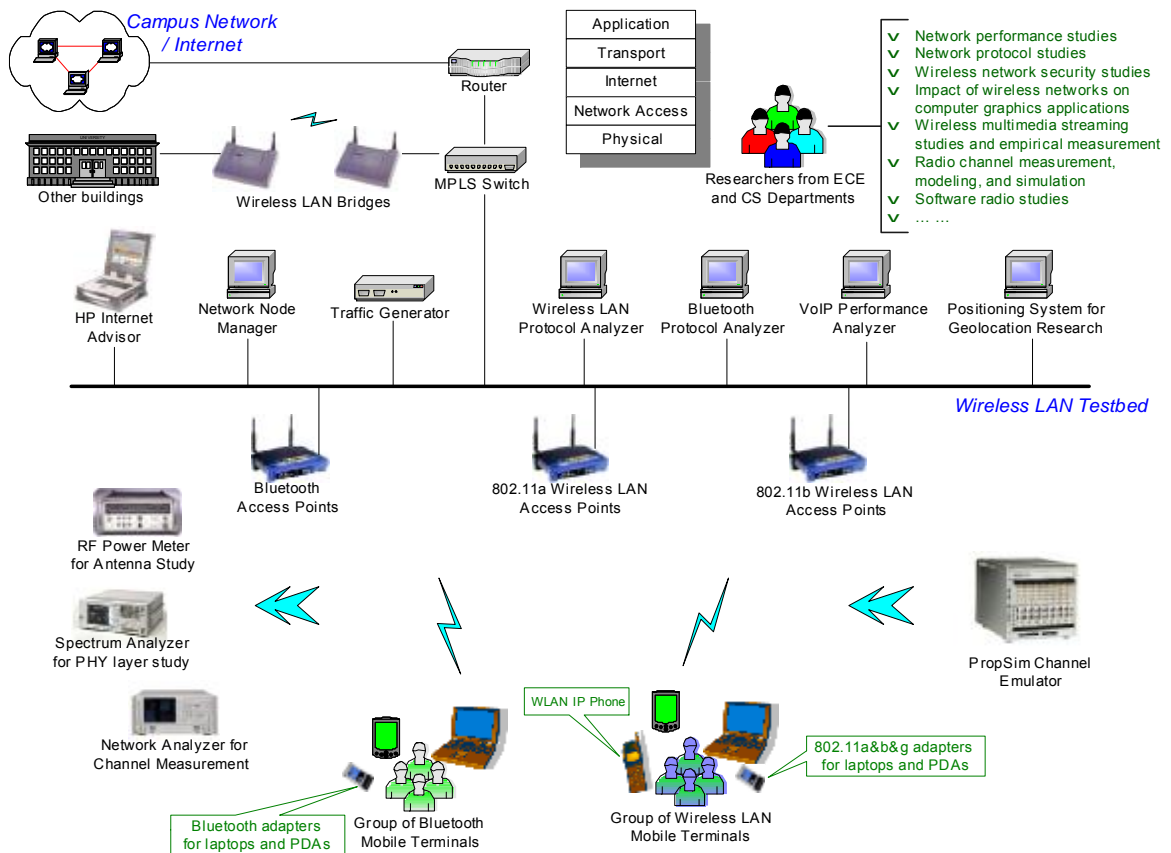 Campus Network
/ Internet
Router
Other buildings
Wireless LAN Bridges
MPLS Switch
Application
Transport
Internet
Network Access
Physical
Researchers from ECE
and CS Departments
v Network performance studies
v Network protocol studies
v Wireless network security studies
v Impact of wireless networks on
computer graphics applications
v Wireless multimedia streaming
studies and empirical measurement
v Radio channel measurement,
modeling, and simulation
v Software radio studies
v ... ...
HP Internet
Advisor
Network Node
Manager
Traffic Generator
Wireless LAN
Protocol Analyzer
Bluetooth
Protocol Analyzer
VoIP Performance
Analyzer
Positioning System for
Geolocation Research
Wireless LAN Testbed
Bluetooth
Access Points
802.11a Wireless LAN
Access Points
802.11b Wireless LAN
Access Points
RF Power Meter
for Antenna Study
Spectrum Analyzer
for PHY layer study
Network Analyzer for
Channel Measurement
PropSim Channel
Emulator
WLAN IP Phone
802.11a&b&g adapters
for laptops and PDAs
Bluetooth adapters
for laptops and PDAs
Group of Bluetooth
Mobile Terminals
Group of Wireless LAN
Mobile Terminals